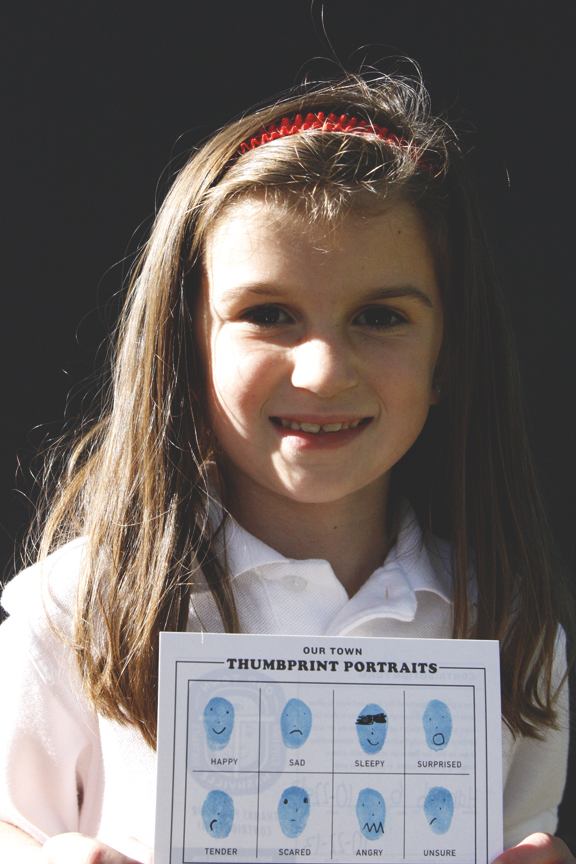 OUR TOWN
THUMBPRINT PORTRAITS
HAPPY SAD SLEEPY SURPRISED
TENDER SCARED ANGRY UNSURE